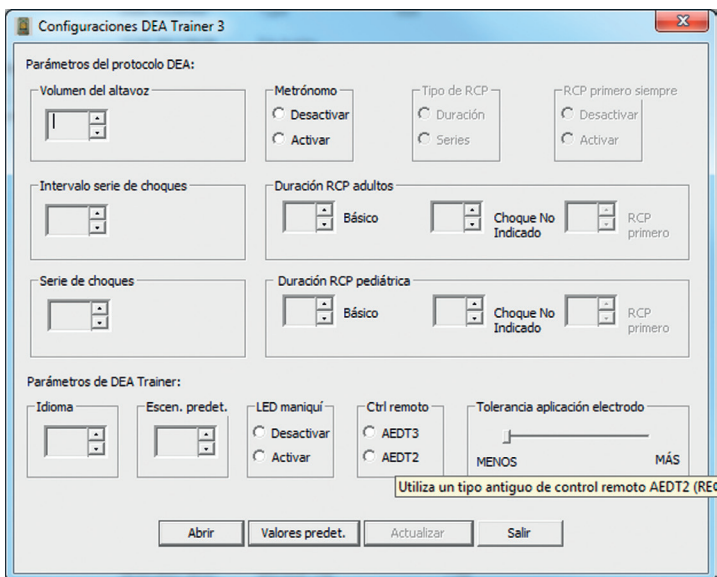 Configuraciones DEA Trainer 3
Parámetros del protocolo DEA:
Volumen del altavoz
Metrónomo
Desactivar
Activar
Tipo de RCP
Duración
Series
RCP primero siempre
Desactivar
Activar
Intervalo serie de choques
Duración RCP adultos
Básico
Choque No
Indicado
RCP
primero
Serie de choques
Duración RCP pediátrica
Básico
Choque No
Indicado
RCP
primero
Parámetros de DEA Trainer:
Idioma
Escen. predet.
LED maniquí
Desactivar
Activar
Ctrl remoto
AEDT3
AEDT2
Tolerancia aplicación electrodo
MENOS
MÁS
Utiliza un tipo antiguo de control remoto AEDT2 (REC
Abrir
Valores predet.
Actualizar
Salir